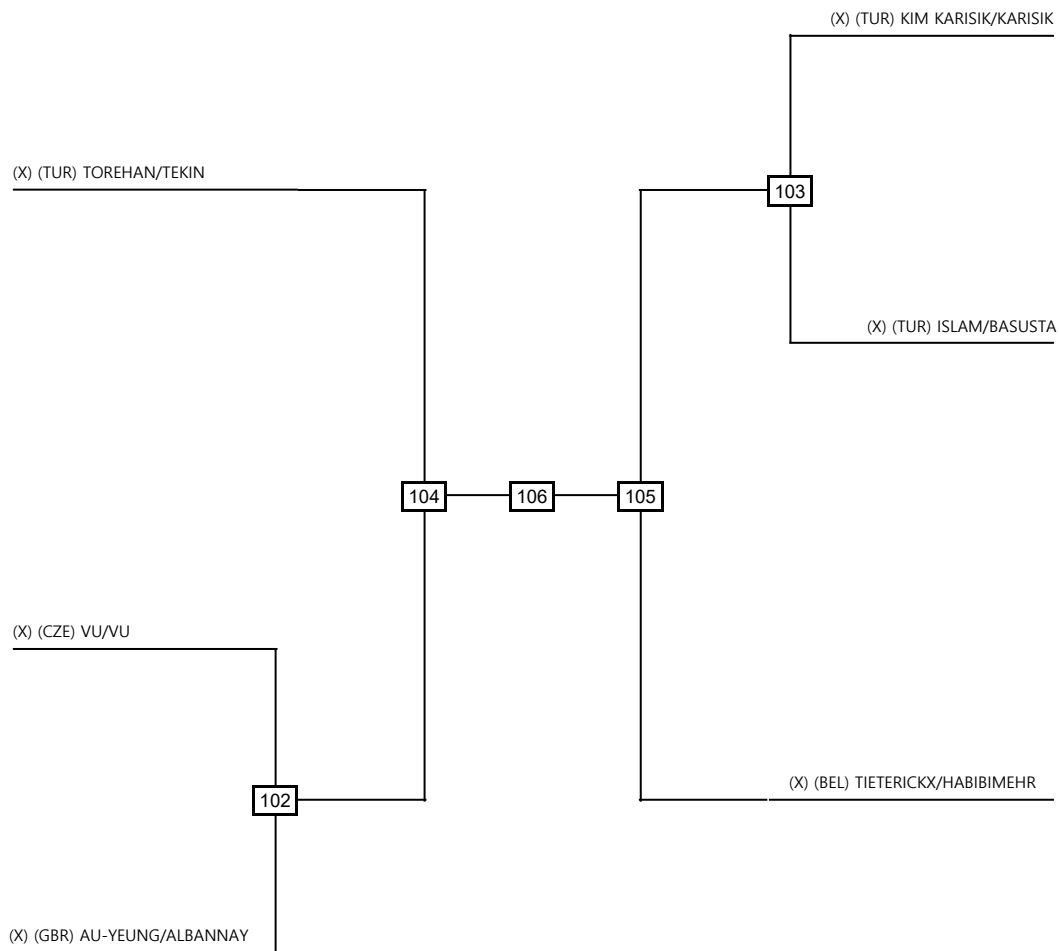 (X) (TUR) KIM KARISIK/KARISIK
(X) (TUR) TOREHAN/TEKIN
103
(X) (TUR) ISLAM/BASUSTA
104
106
105
(X) (CZE) VU/VU
(X) (BEL) TIETERICKX/HABIBIMEHR
102
(X) (GBR) AU-YEUNG/ALBANNAY